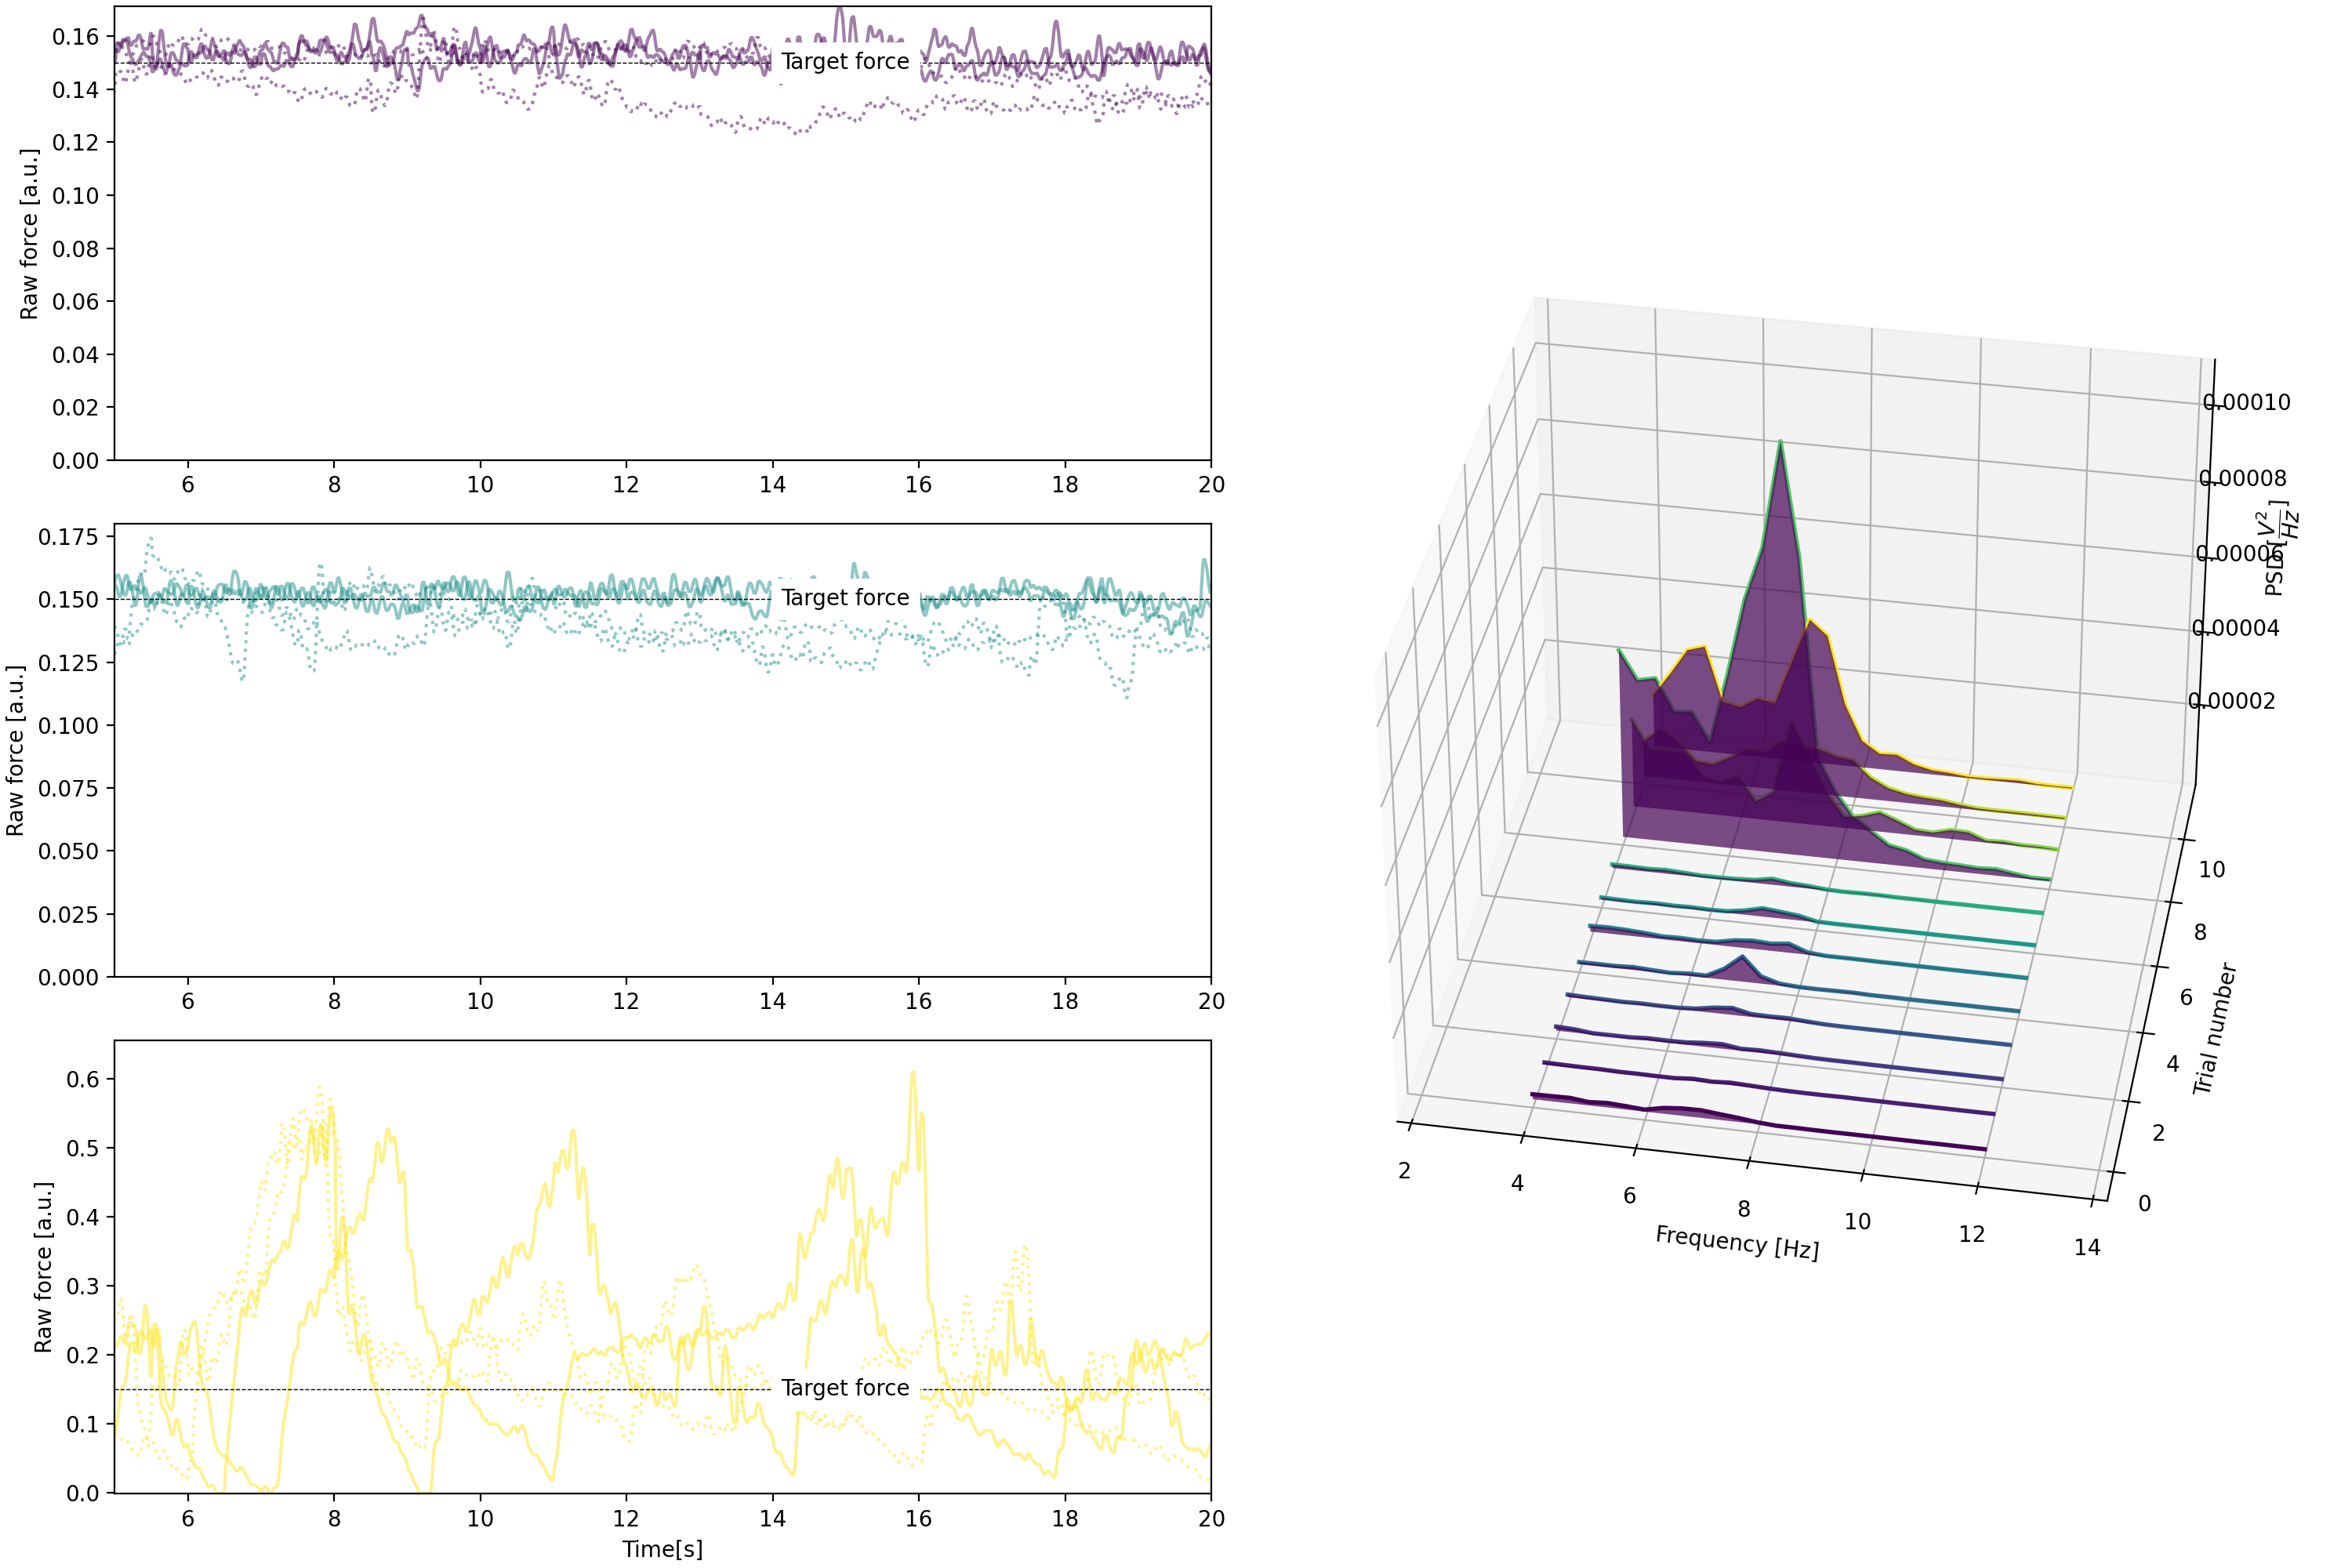 Raw force [a.u.]
0.16
0.14
0.12
0.10
0.08
0.06
0.04
0.02
0.00
Target force
6 8 10 12 14 16 18 20
Raw force [a.u.]
0.175
0.150
0.125
0.100
0.075
0.050
0.025
0.000
Target force
6 8 10 12 14 16 18 20
Raw force [a.u.]
0.6
0.5
0.4
0.3
0.2
0.1
0.0
Target force
6 8 10 12 14 16 18 20
Time[s]
0.00010
0.00008
0.00006
0.00004
0.00002
PSD [V²/Hz]
10
8
6
4
2
0
Trial number
2 4 6 8 10 12 14
Frequency [Hz]